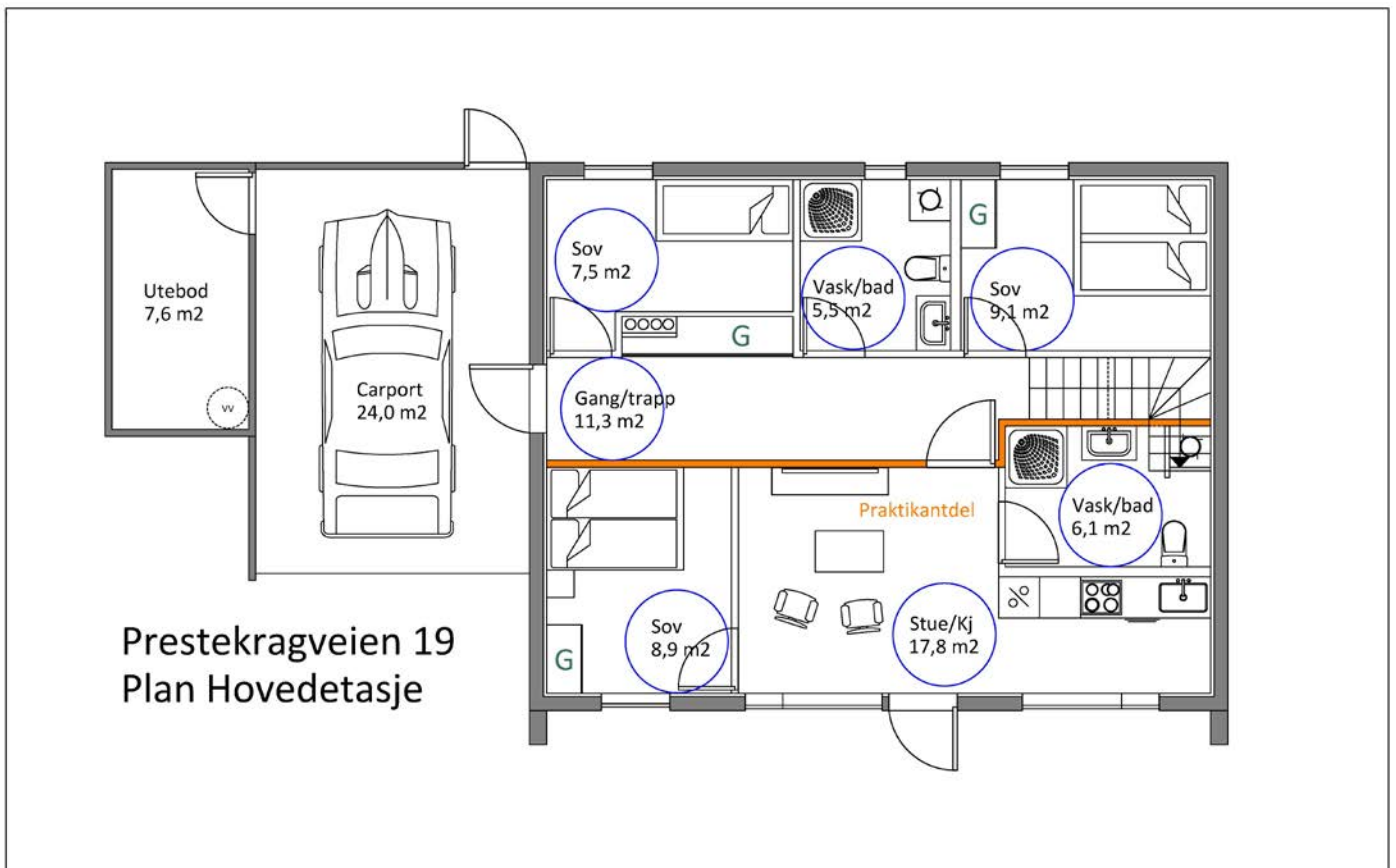 Sov
7,5 m2
G
Vask/bad
5,5 m2
G
Sov
9,1 m2
Utebod
7,6 m2
VV
Carport
24,0 m2
Gang/trapp
11,3 m2
Praktikantdel
Vask/bad
6,1 m2
G
Sov
8,9 m2
Stue/Kj
17,8 m2
%
Prestekragveien 19
Plan Hovedetasje